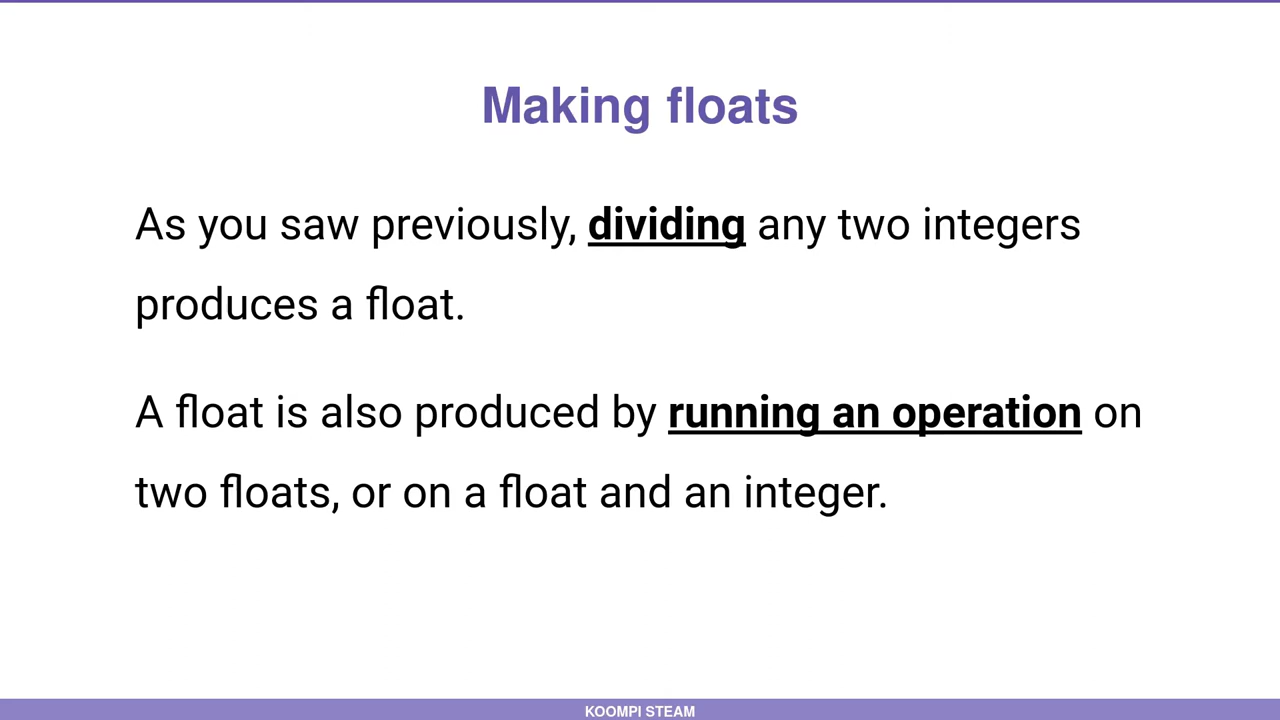 Making floats
As you saw previously, dividing any two integers
produces a float.
A float is also produced by running an operation on
two floats, or on a float and an integer.
KOOMPI STEAM